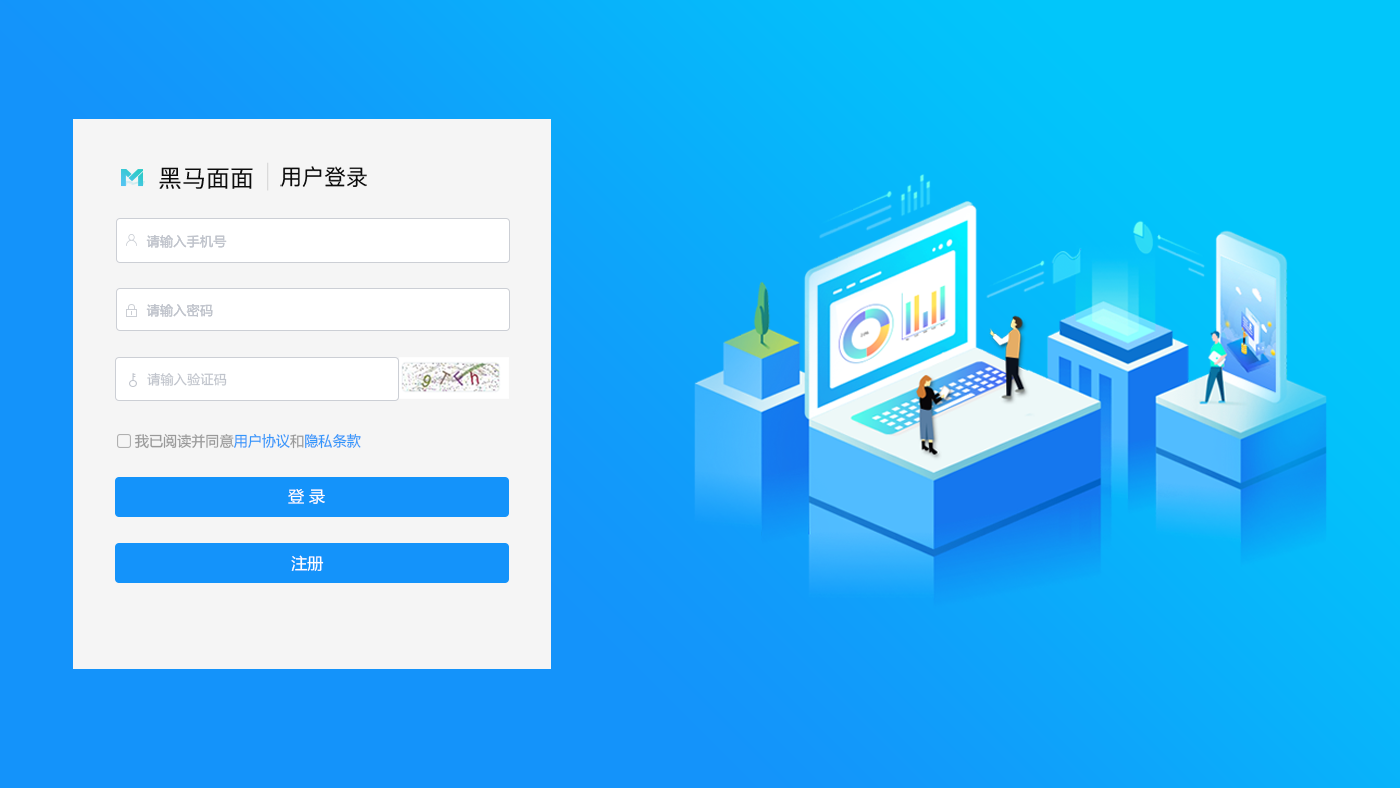 黑马面面 用户登录
请输入手机号
请输入密码
请输入验证码 9TEh
我已阅读并同意用户协议和隐私条款
登 录
注册